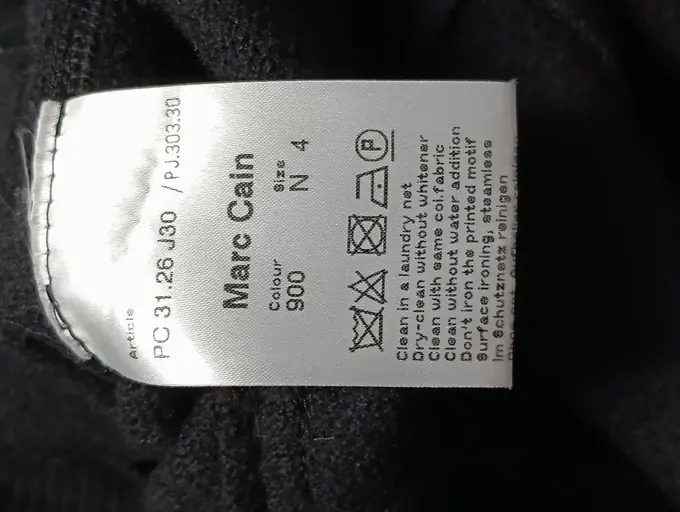 Article
PC 31.26 J30 /PJ.303.30
Marc Cain
Colour Size
900 N 4
P
Clean in a laundry net
Dry-clean without whitener
Clean with same col.fabric
Clean without water addition
Don't iron the printed motif
Surface ironing, steamless
Im Schutznetz reinigen